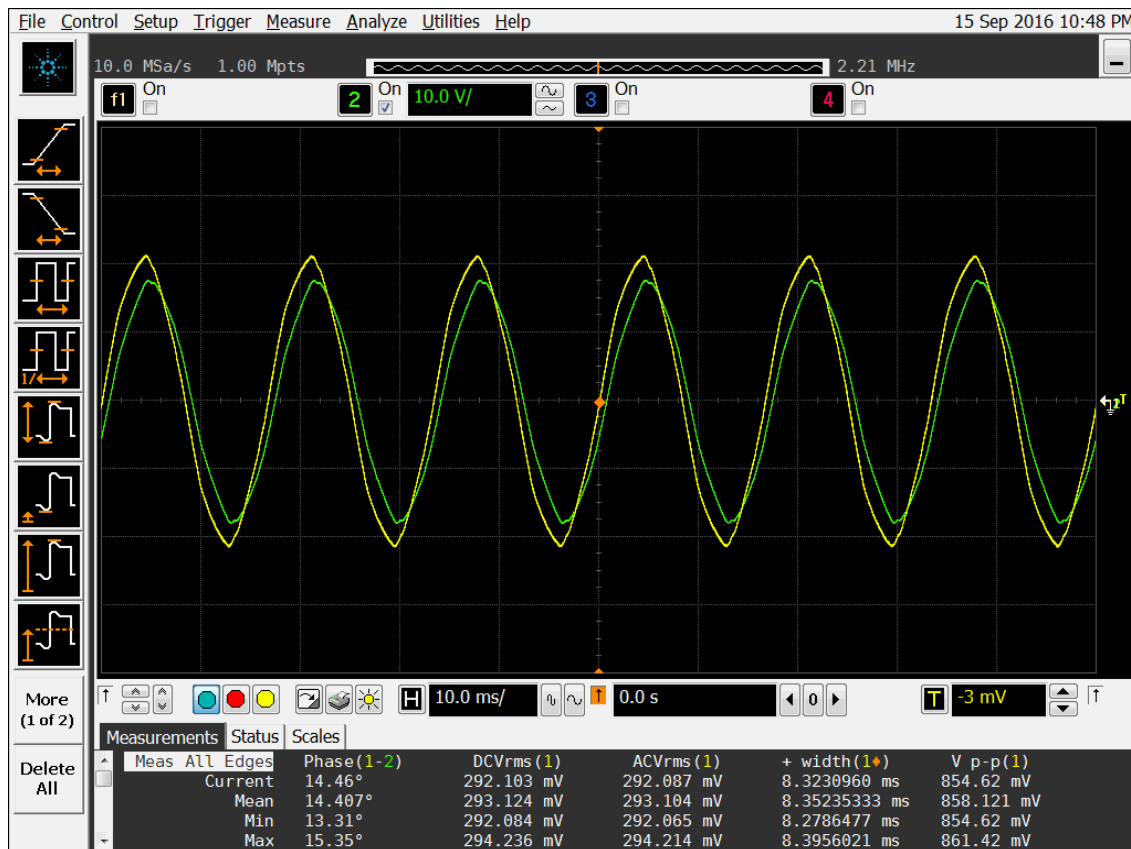 File Control Setup Trigger Measure Analyze Utilities Help 15 Sep 2016 10:48 PM
10.0 MSa/s 1.00 Mpts 2.21 MHz
f1 On 2 On 10.0 V/ 3 On 4 On
1/
2 T
More
(1 of 2)
Delete
All
H 10.0 ms/ 0.0 s 0 T -3 mV
Measurements Status Scales
Meas All Edges Phase(1-2) DCVrms(1) ACVrms(1) + width(1♦) V p-p(1)
Current 14.46° 292.103 mV 292.087 mV 8.3230960 ms 854.62 mV
Mean 14.407° 293.124 mV 293.104 mV 8.35235333 ms 858.121 mV
Min 13.31° 292.084 mV 292.065 mV 8.2786477 ms 854.62 mV
Max 15.35° 294.236 mV 294.214 mV 8.3956021 ms 861.42 mV